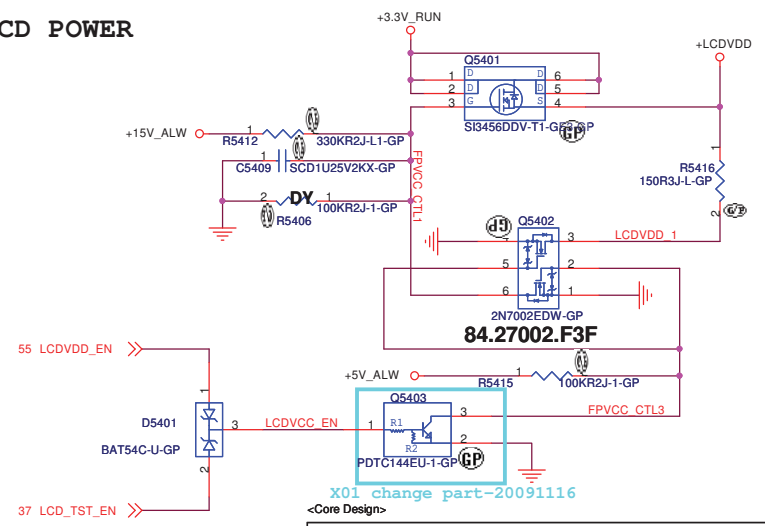 CD POWER
+3.3V_RUN
+LCDVDD
Q5401
1 D D 6
2 D D 5
3 G S 4
SI3456DDV-T1-GE3-GP
GP
+15V_ALW
1
R5412
330KR2J-L1-GP
1
C5409
SCD1U25V2KX-GP
2
DY
100KR2J-1-GP
R5406
FPVCC_CTL1
1
R5416
150R3J-L-GP
2
G/P
GP
Q5402
3
LCDVDD_1
5
2
6
1
2N7002EDW-GP
84.27002.F3F
55 LCDVDD_EN
+5V_ALW
1
R5415
100KR2J-1-GP
Q5403
1
D5401
3
LCDVCC_EN
1
R1
R2
3
FPVCC_CTL3
2
BAT54C-U-GP
2
PDTC144EU-1-GP
GP
X01 change part-20091116
37 LCD_TST_EN
<Core Design>